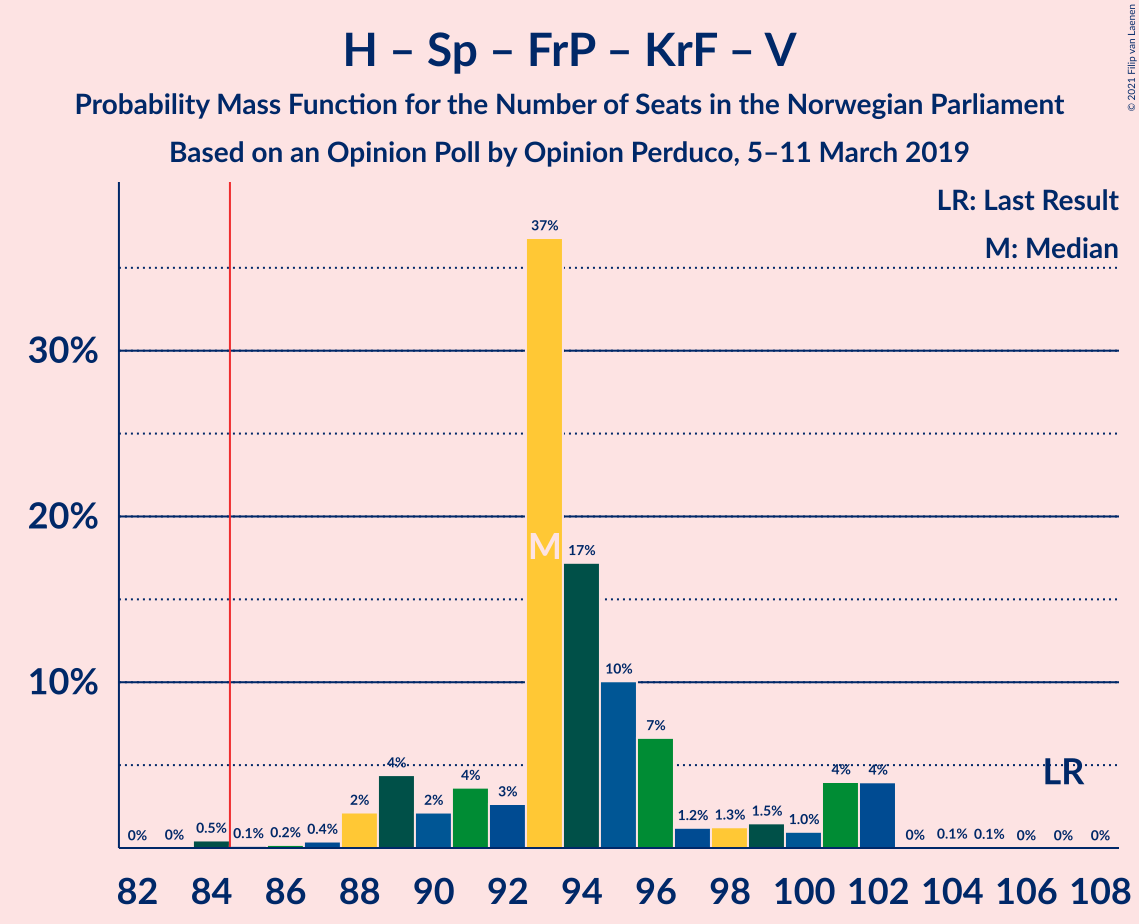 H – Sp – FrP – KrF – V
Probability Mass Function for the Number of Seats in the Norwegian Parliament
Based on an Opinion Poll by Opinion Perduco, 5–11 March 2019
© 2021 Filip van Laenen
LR: Last Result
M: Median
30%
20%
10%
0% 0% 0.5% 0.1% 0.2% 0.4% 2% 4% 2% 4% 3% 37% 17% 10% 7% 1.2% 1.3% 1.5% 1.0% 4% 4% 0% 0.1% 0.1% 0% 0% 0%
M
LR
82 84 86 88 90 92 94 96 98 100 102 104 106 108